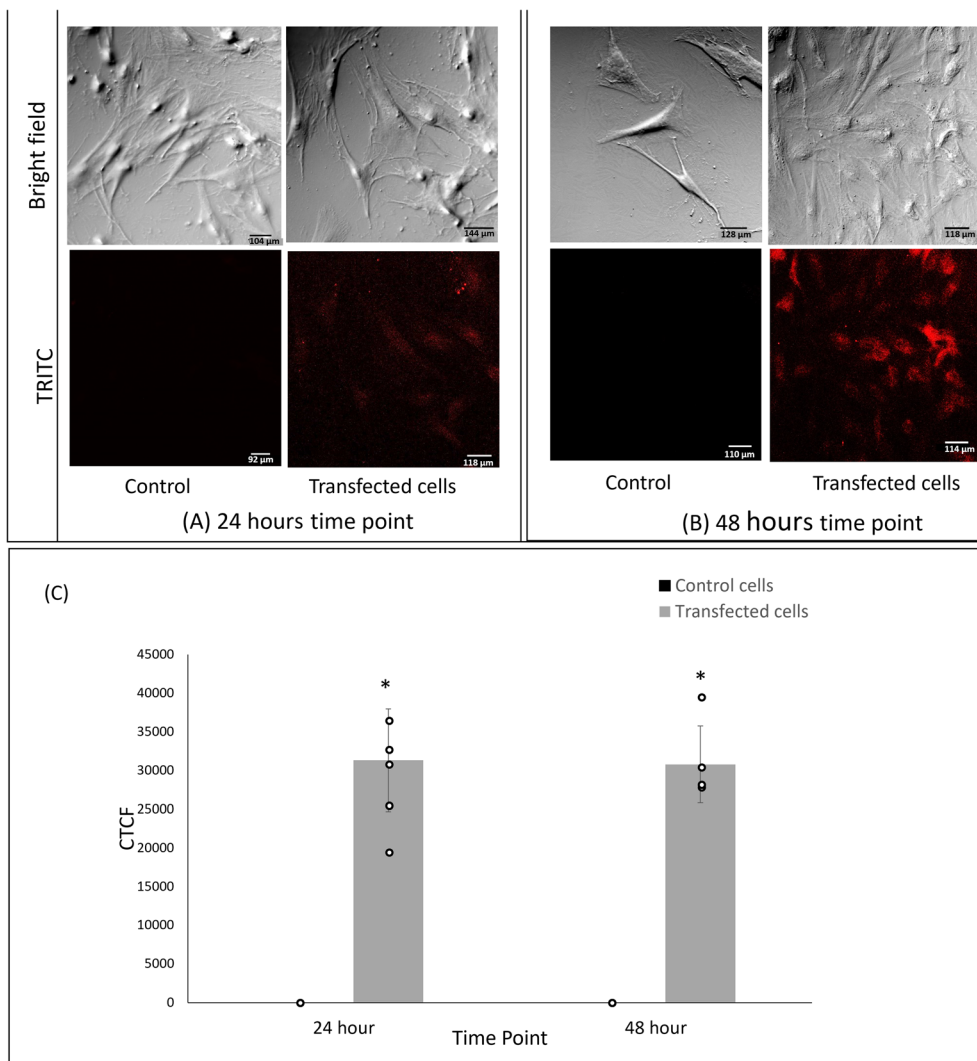 Bright field
104 μm
144 μm
128 μm
118 μm
TRITC
92 μm
118 μm
110 μm
114 μm
Control
Transfected cells
Control
Transfected cells
(A) 24 hours time point
(B) 48 hours time point
(C)
Control cells
Transfected cells
CTCF
45000
40000
35000
30000
25000
20000
15000
10000
5000
0
*
*
24 hour
48 hour
Time Point